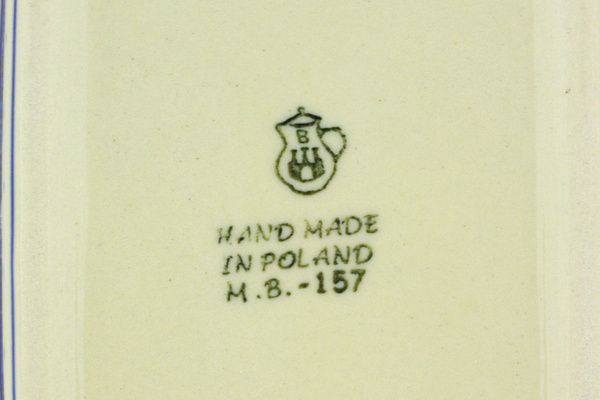 B
HAND MADE
IN POLAND
M.B.-157